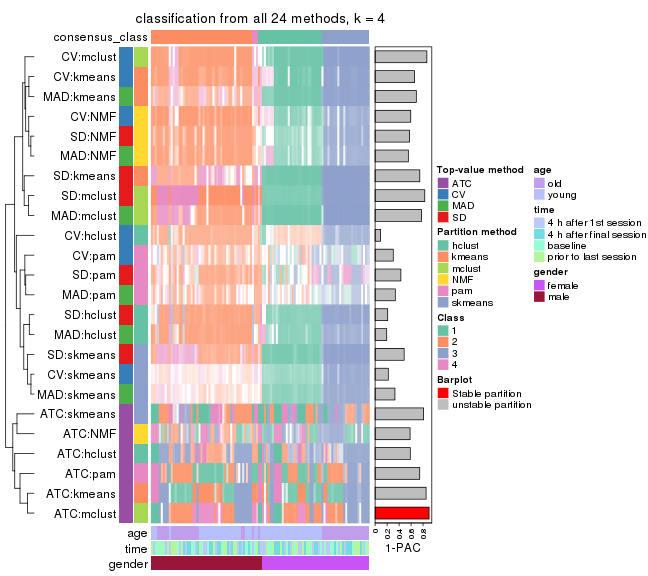 classification from all 24 methods, k = 4
consensus_class
CV:mclust
CV:kmeans
MAD:kmeans
CV:NMF
SD:NMF
MAD:NMF
SD:kmeans
SD:mclust
MAD:mclust
CV:hclust
CV:pam
SD:pam
MAD:pam
SD:hclust
MAD:hclust
SD:skmeans
CV:skmeans
MAD:skmeans
ATC:skmeans
ATC:NMF
ATC:hclust
ATC:pam
ATC:kmeans
ATC:mclust
age
time
gender
0 0.2 0.4 0.6 0.8
1-PAC
Top-value method
ATC
CV
MAD
SD
Partition method
hclust
kmeans
mclust
NMF
pam
skmeans
Class
1
2
3
4
Barplot
Stable partition
unstable partition
age
old
young
time
4 h after 1st session
4 h after final session
baseline
prior to last session
gender
female
male